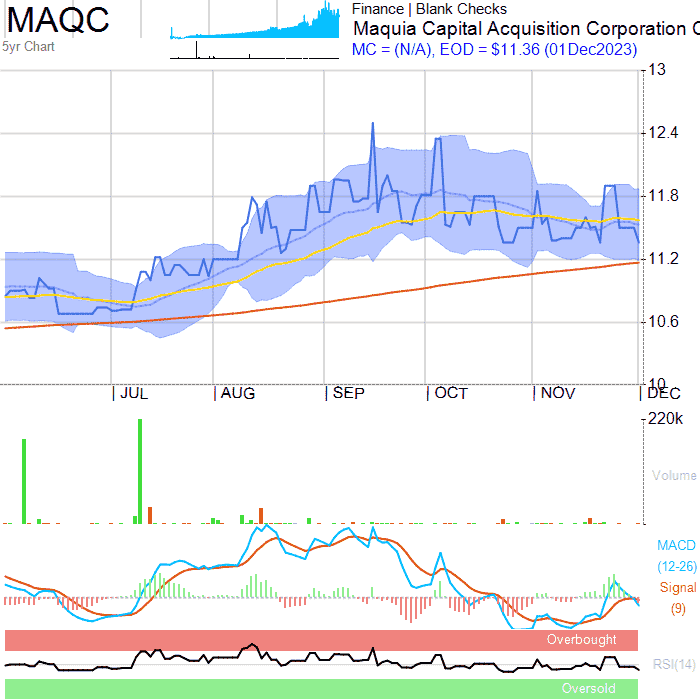 MAQC
5yr Chart
Finance | Blank Checks
Maquia Capital Acquisition Corporation C
MC = (N/A), EOD = $11.36 (01Dec2023)
13
12.4
11.8
11.2
10.6
10
JUL AUG SEP OCT NOV DEC
220k
Volume
MACD
(12-26)
Signal
(9)
Overbought
RSI(14)
Oversold